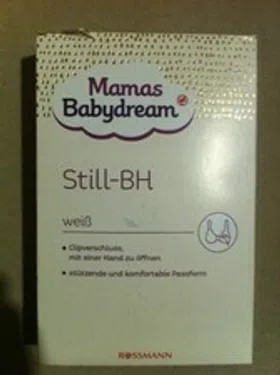 Mamas
Babydream
Still-BH
weiß
• Clipverschluss,
mit einer Hand zu öffnen
• stützende und komfortable Passform
ROSSMANN